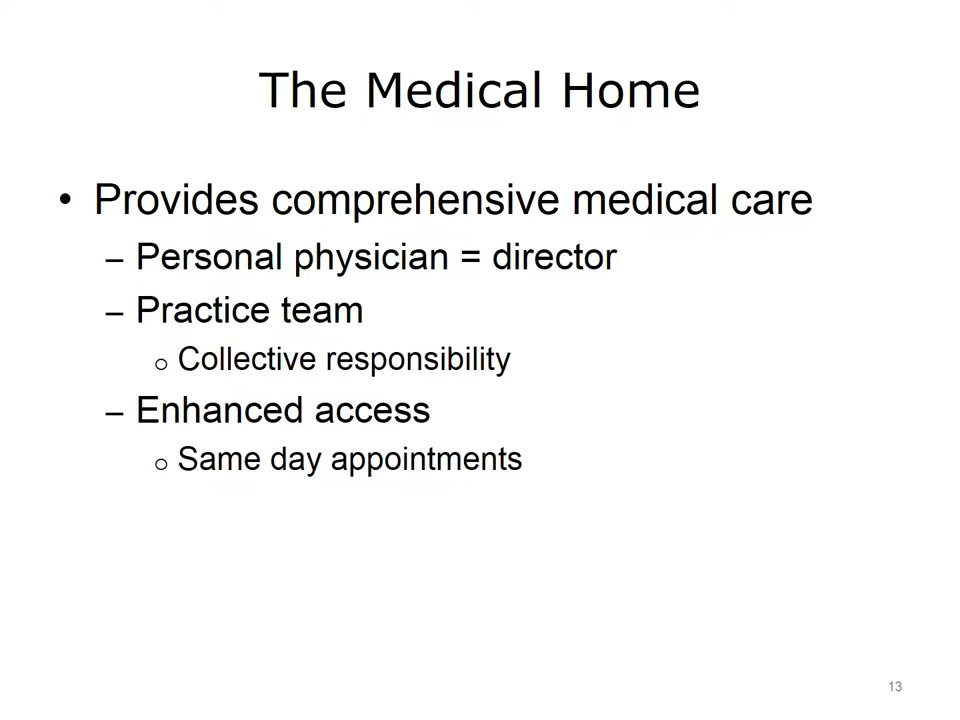 The Medical Home
• Provides comprehensive medical care
– Personal physician = director
– Practice team
o Collective responsibility
– Enhanced access
o Same day appointments
13